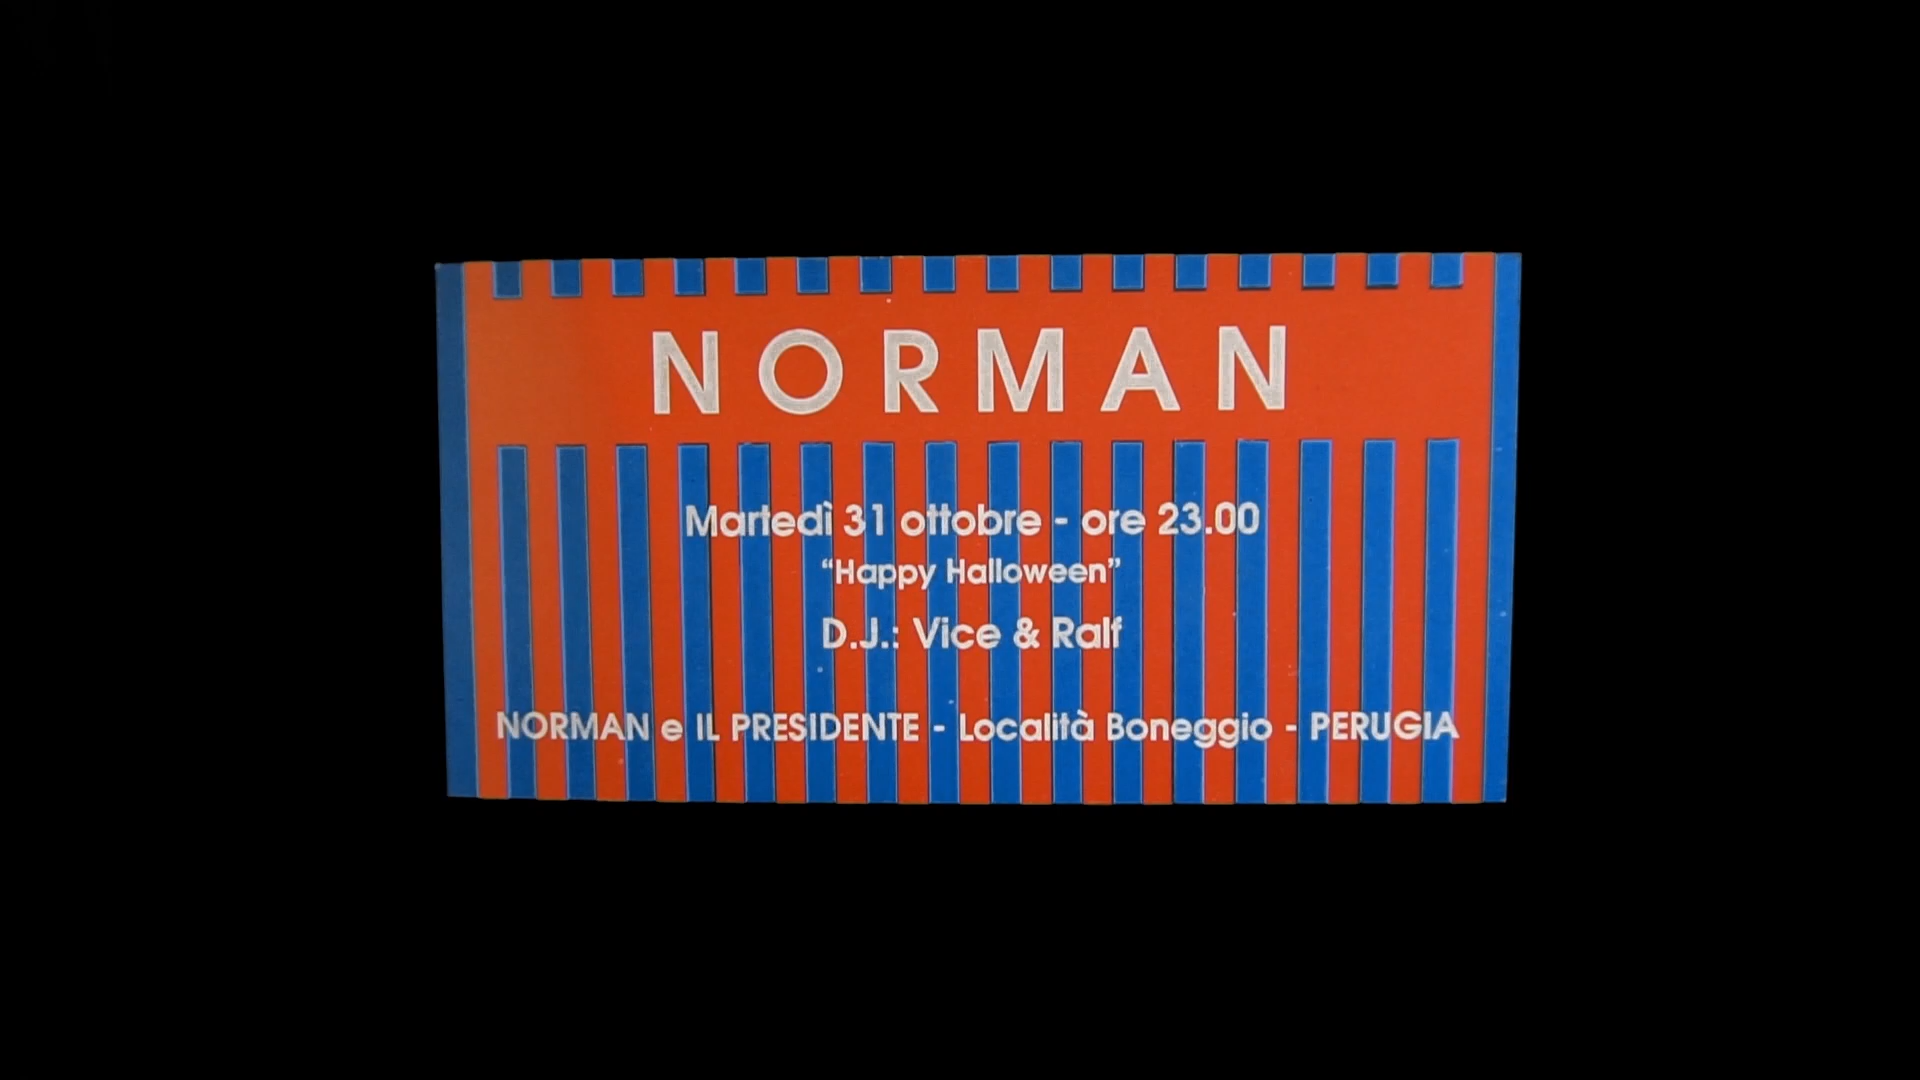 NORMAN
Martedì 31 ottobre - ore 23.00
“Happy Halloween”
D.J.: Vice & Ralf
NORMAN e IL PRESIDENTE - Località Boneggio - PERUGIA